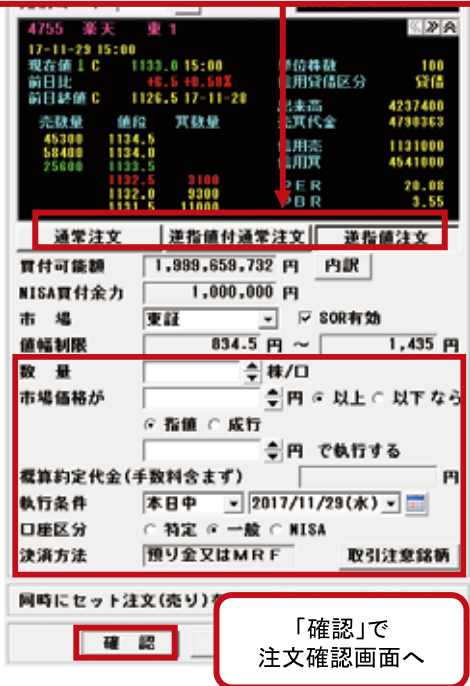 4755 楽天 東1
17-11-29 15:00
現在値↓C 1133.0 15:00 単位株数 100
前日比 +6.5 +0.58% 信用貸借区分 貸借
前日終値 C 1126.5 17-11-28
出来高 4237400
売数量 値段 買数量 売買代金 4790363
45300 1134.5 信用売 1131000
58400 1134.0 信用買 4541000
25600 1133.5
1132.5 3100 PER 20.08
1132.0 9300 PBR 3.55
1131.5 11000
通常注文 逆指値付通常注文 逆指値注文
買付可能額 1,999,659,732 円 内訳
NISA買付余力 1,000,000 円
市 場 東証 SOR有効
値幅制限 834.5 円 ～ 1,435 円
数 量 株/口
市場価格が 円 以上 以下 なら
指値 成行
円 で執行する
概算約定代金(手数料含まず) 円
執行条件 本日中 2017/11/29(水)
口座区分 特定 一般 NISA
決済方法 預り金又はMRF 取引注意銘柄
同時にセット注文(売り)を
確 認
「確認」で
注文確認画面へ